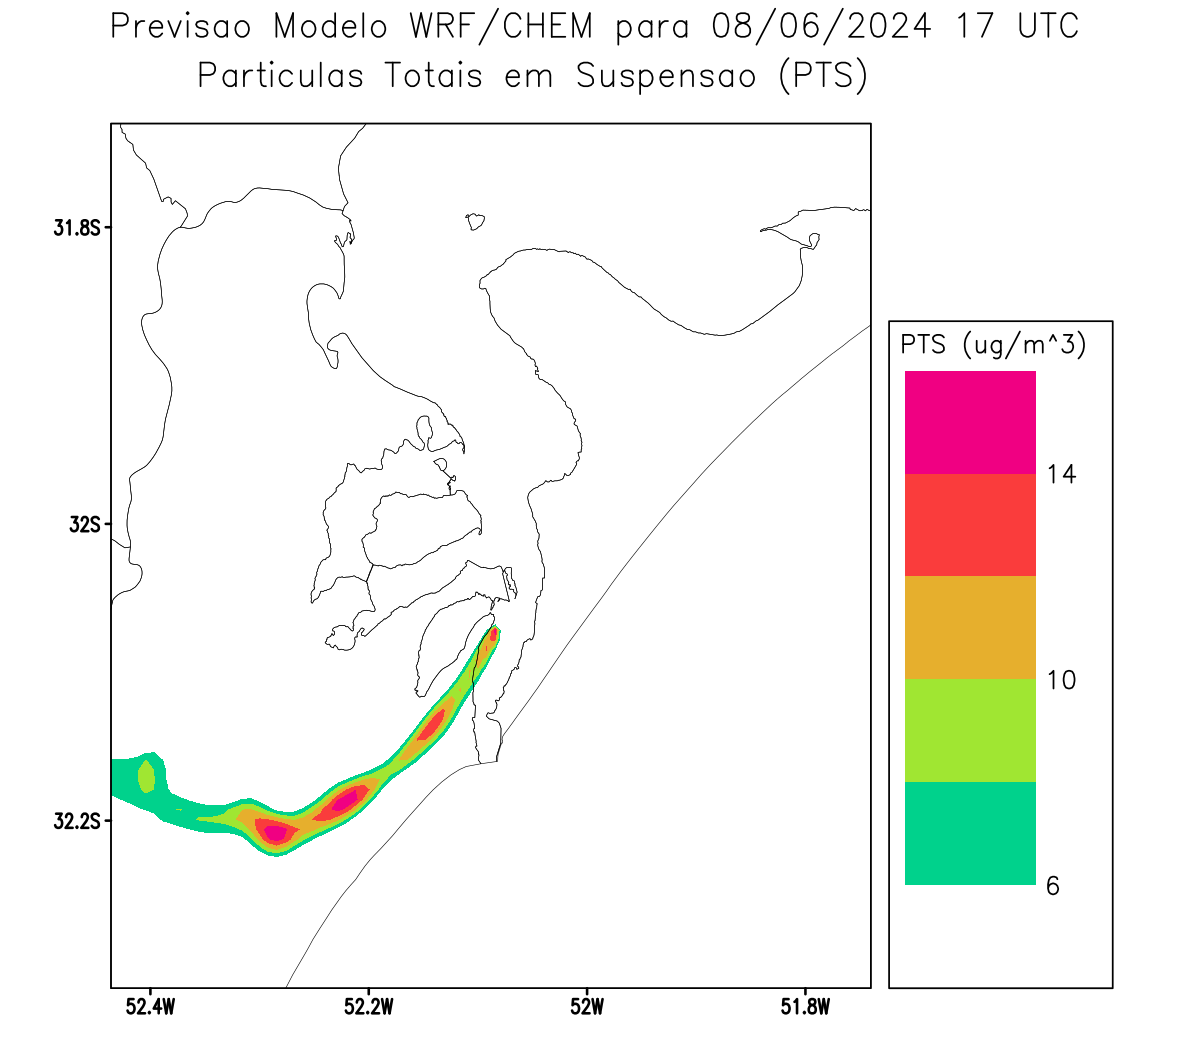 Previsao Modelo WRF/CHEM para 08/06/2024 17 UTC
Particulas Totais em Suspensao (PTS)
31.8S
32S
32.2S
52.4W
52.2W
52W
51.8W
PTS (ug/m^3)
14
10
6